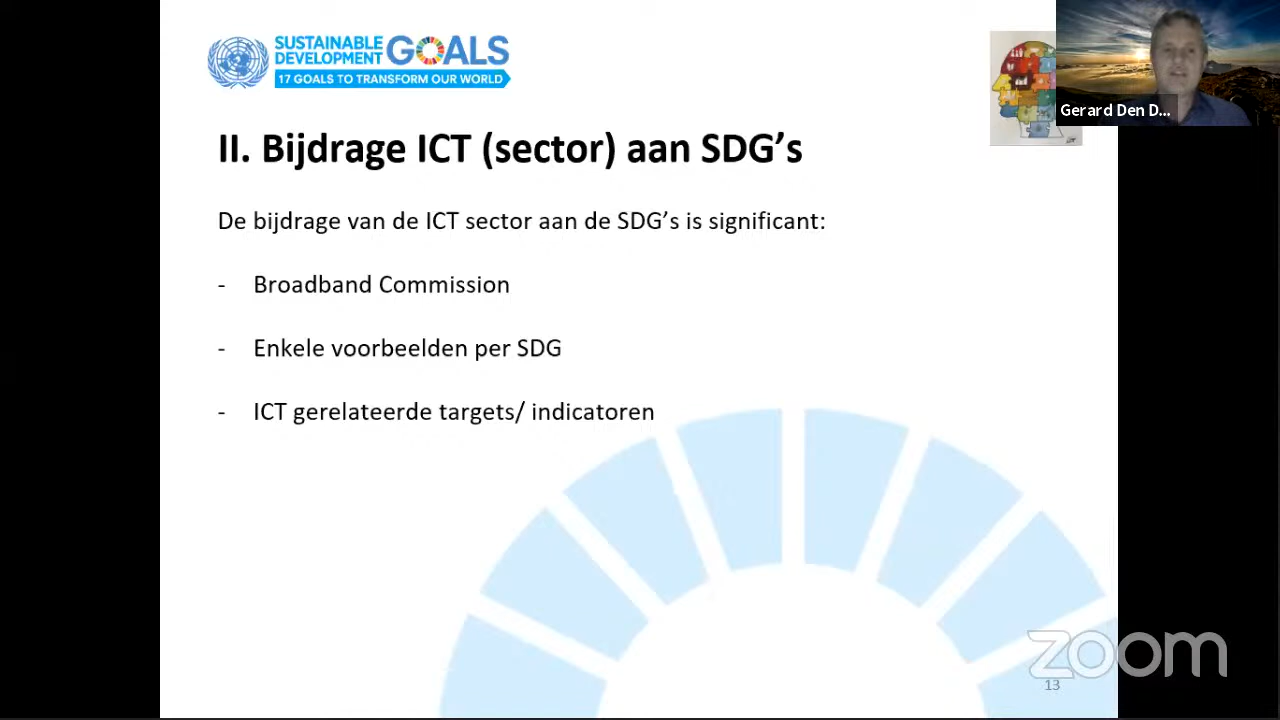 SUSTAINABLE
DEVELOPMENT GOALS
17 GOALS TO TRANSFORM OUR WORLD
Gerard Den D...
II. Bijdrage ICT (sector) aan SDG’s
De bijdrage van de ICT sector aan de SDG’s is significant:
- Broadband Commission
- Enkele voorbeelden per SDG
- ICT gerelateerde targets/ indicatoren
zoom
13